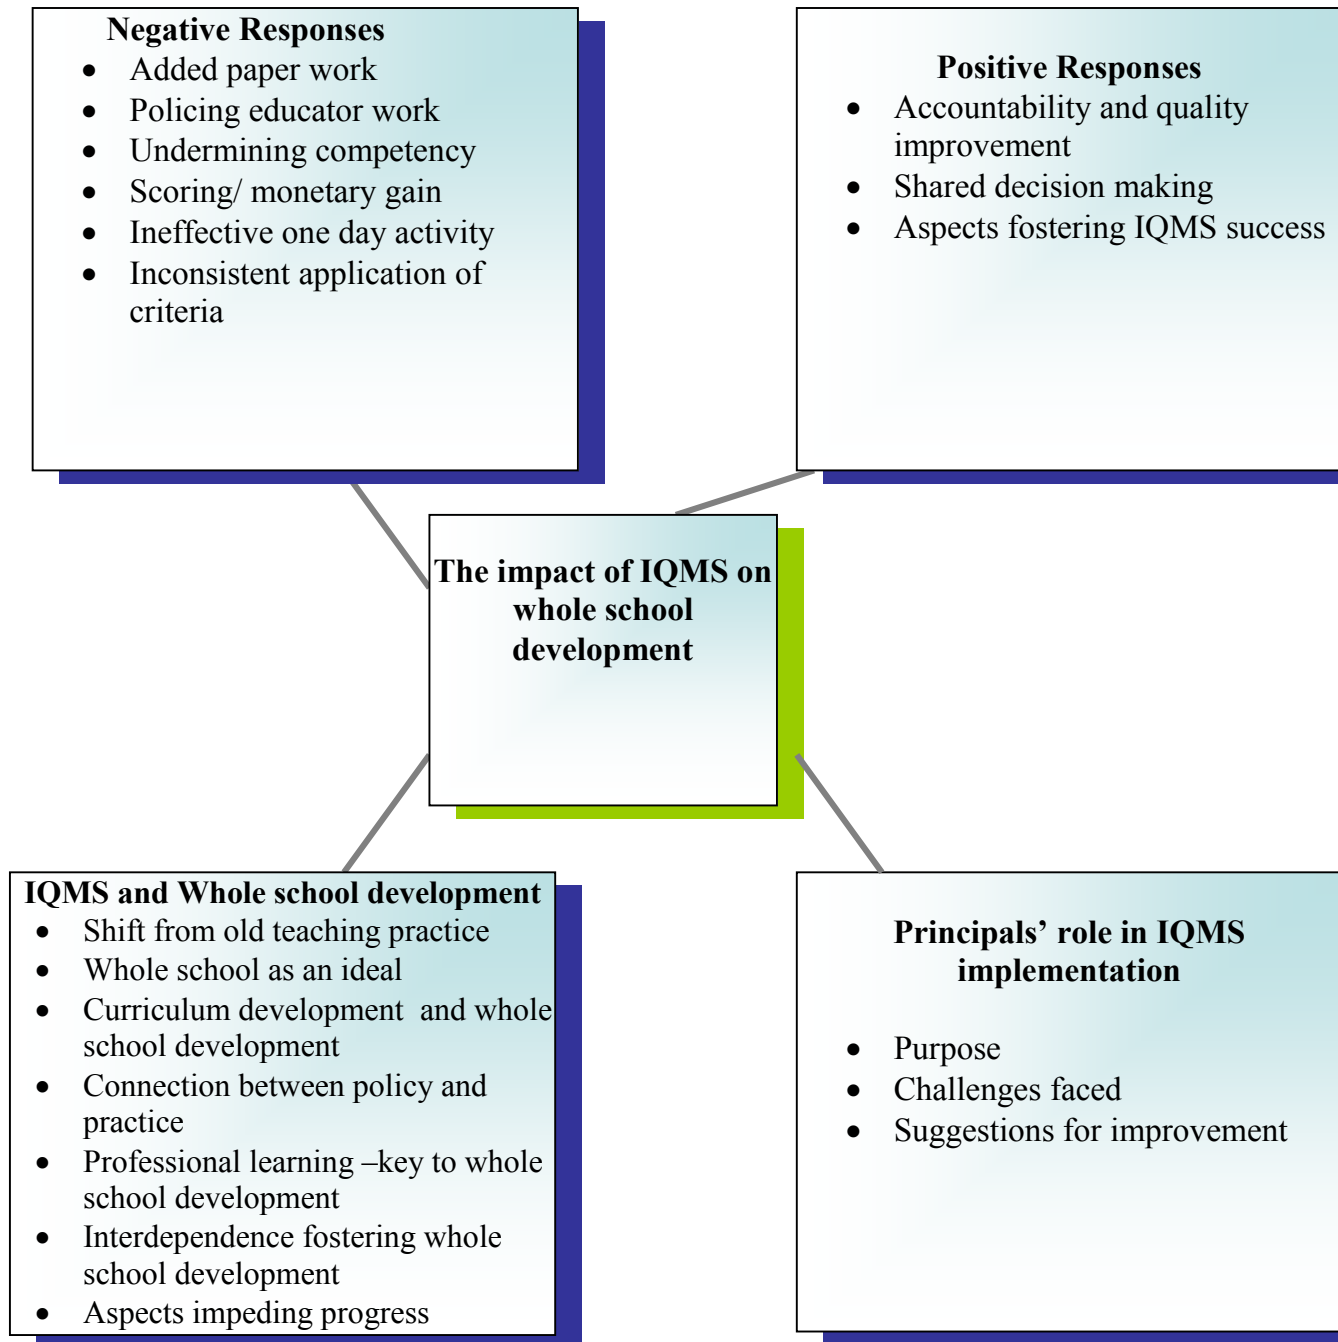 Negative Responses
• Added paper work
• Policing educator work
• Undermining competency
• Scoring/ monetary gain
• Ineffective one day activity
• Inconsistent application of
criteria
Positive Responses
• Accountability and quality
improvement
• Shared decision making
• Aspects fostering IQMS success
The impact of IQMS on
whole school
development
IQMS and Whole school development
• Shift from old teaching practice
• Whole school as an ideal
• Curriculum development and whole
school development
• Connection between policy and
practice
• Professional learning –key to whole
school development
• Interdependence fostering whole
school development
• Aspects impeding progress
Principals’ role in IQMS
implementation
• Purpose
• Challenges faced
• Suggestions for improvement